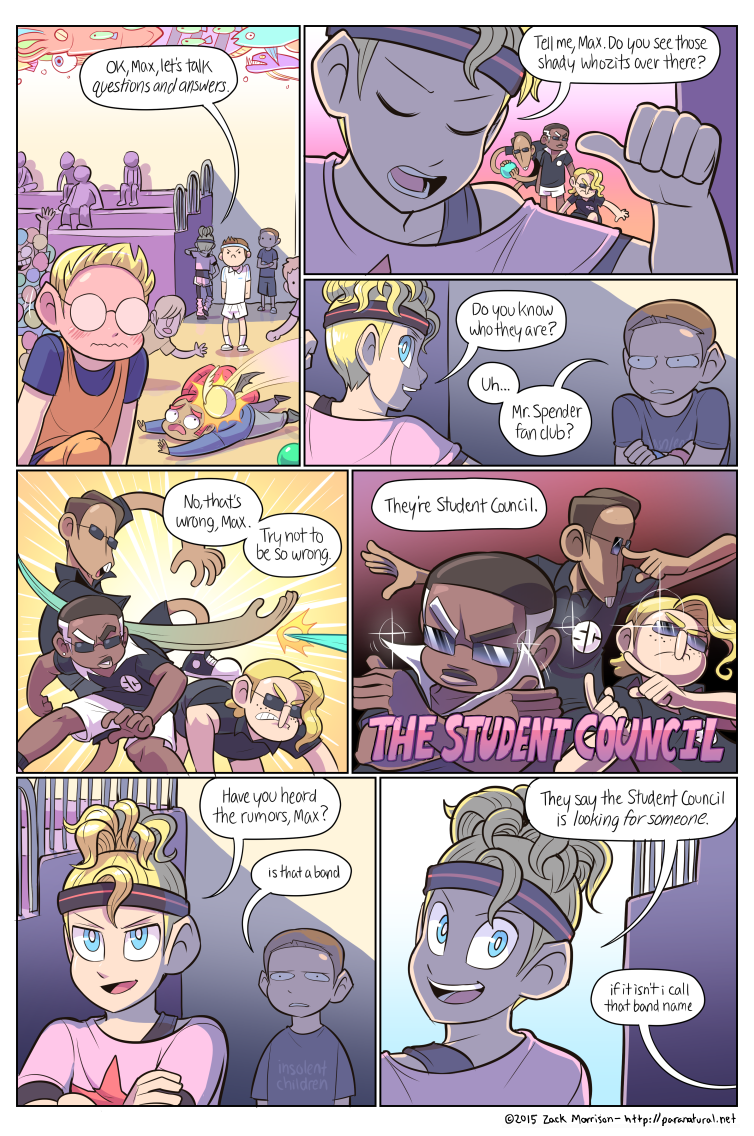 OK, Max, let's talk
questions and answers.
Tell me, Max. Do you see those
shady whozits over there?
Do you know
who they are?
Uh...
Mr. Spender
fan club?
No, that's
wrong, Max.
Try not to
be so wrong.
They're Student Council.
THE STUDENT COUNCIL
Have you heard
the rumors, Max?
is that a band
insolent
children
They say the Student Council
is looking for someone.
if it isn't i call
that band name
©2015 Zack Morrison- http://paranatural.net